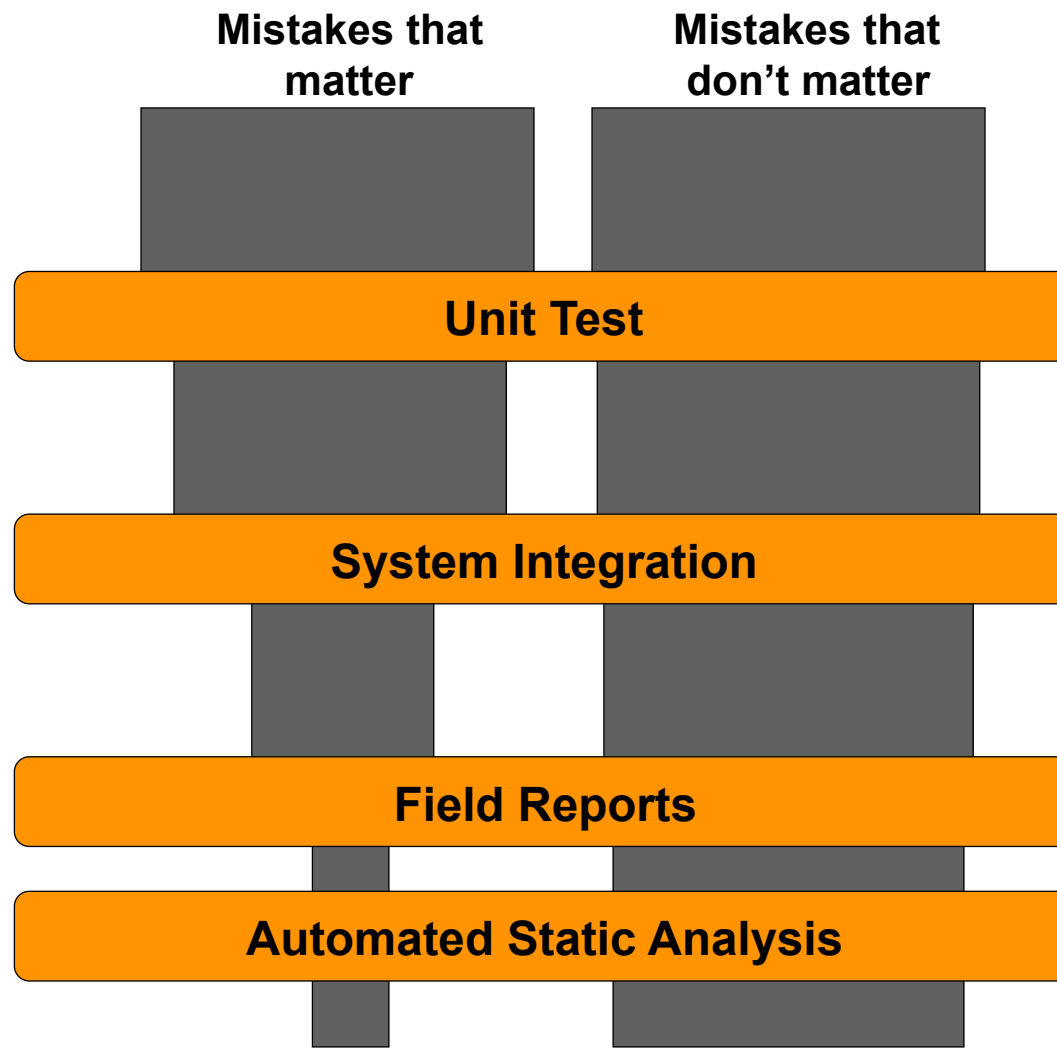 Mistakes that
matter
Mistakes that
don’t matter
Unit Test
System Integration
Field Reports
Automated Static Analysis